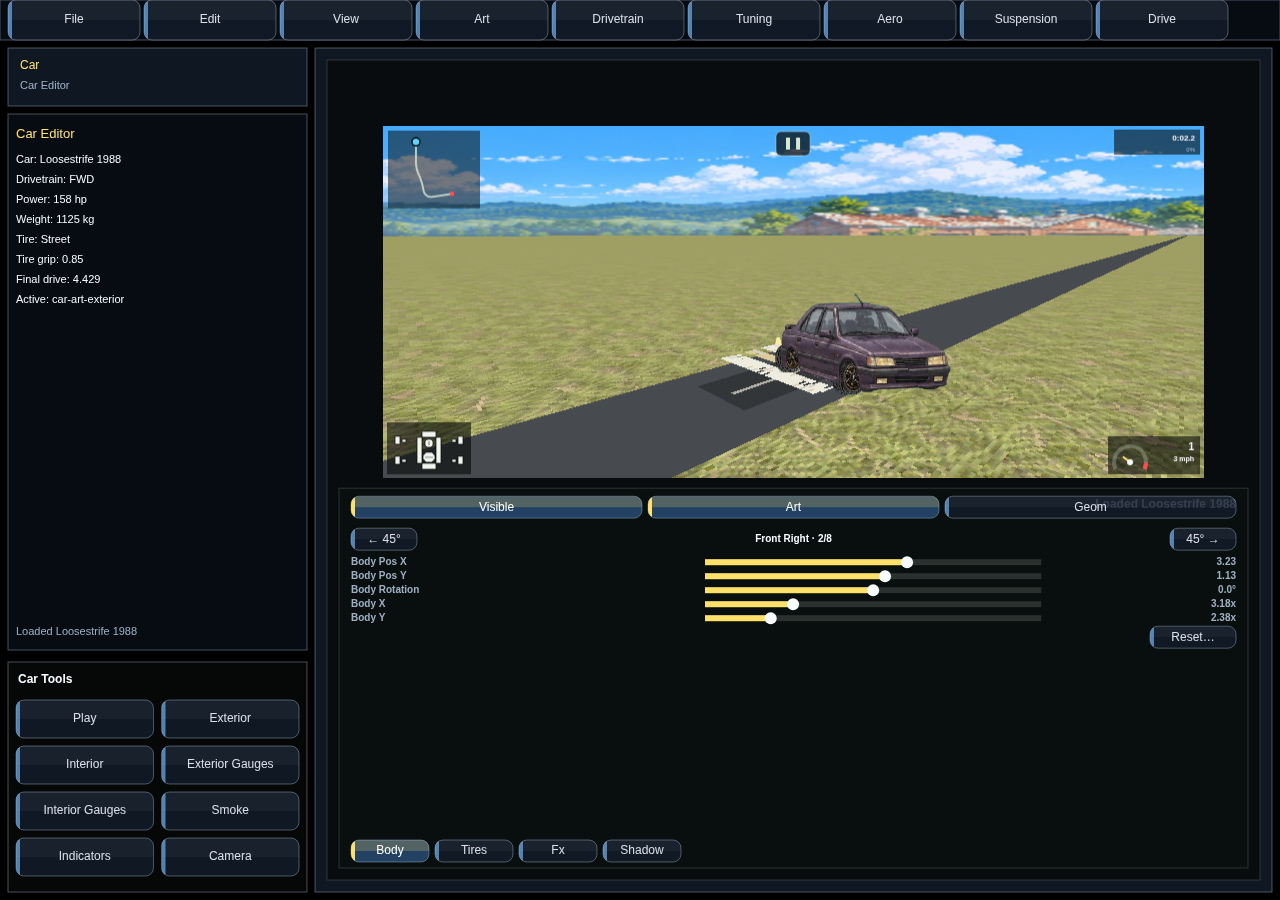 File Edit View Art Drivetrain Tuning Aero Suspension Drive
Car
Car Editor
Car Editor
Car: Loosestrife 1988
Drivetrain: FWD
Power: 158 hp
Weight: 1125 kg
Tire: Street
Tire grip: 0.85
Final drive: 4.429
Active: car-art-exterior
Loaded Loosestrife 1988
Car Tools
Play Exterior
Interior Exterior Gauges
Interior Gauges Smoke
Indicators Camera
0:02.2
0%
1
3 mph
Visible Art Geom
Loaded Loosestrife 1988
← 45° Front Right · 2/8 45° →
Body Pos X 3.23
Body Pos Y 1.13
Body Rotation 0.0°
Body X 3.18x
Body Y 2.38x
Reset…
Body Tires Fx Shadow